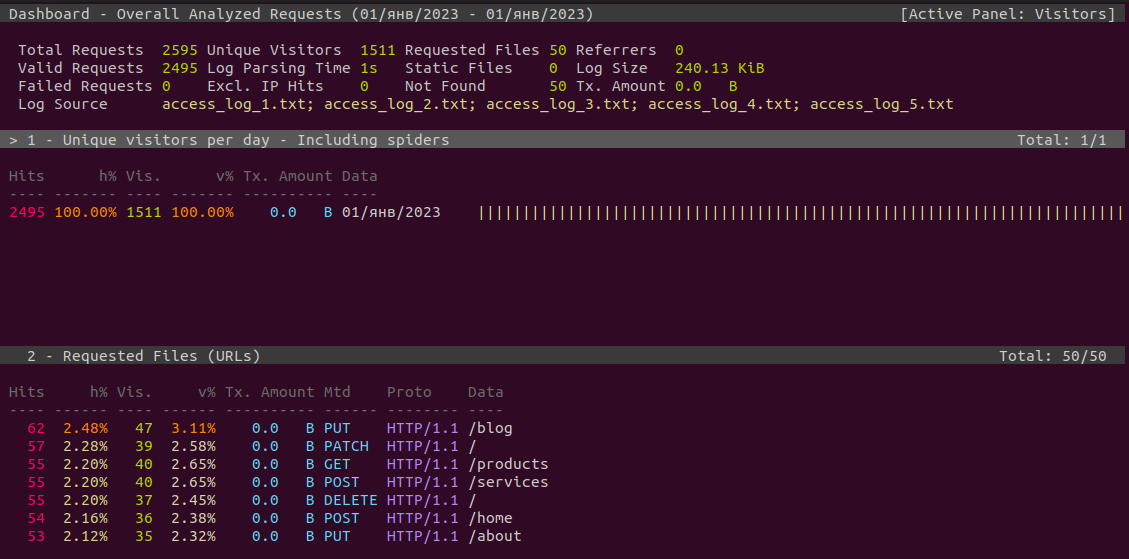 Dashboard - Overall Analyzed Requests (01/янв/2023 - 01/янв/2023) [Active Panel: Visitors]
Total Requests 2595 Unique Visitors 1511 Requested Files 50 Referrers 0
Valid Requests 2495 Log Parsing Time 1s Static Files 0 Log Size 240.13 KiB
Failed Requests 0 Excl. IP Hits 0 Not Found 50 Tx. Amount 0.0 B
Log Source access_log_1.txt; access_log_2.txt; access_log_3.txt; access_log_4.txt; access_log_5.txt
> 1 - Unique visitors per day - Including spiders Total: 1/1
Hits h% Vis. v% Tx. Amount Data
---- ------- ---- ------- ---------- ----
2495 100.00% 1511 100.00% 0.0 B 01/янв/2023 ||||||||||||||||||||||||||||||||||||||||||||||||||||||||||||||||||||||||
2 - Requested Files (URLs) Total: 50/50
Hits h% Vis. v% Tx. Amount Mtd Proto Data
---- ------ ---- ------ ---------- ------ -------- ----
62 2.48% 47 3.11% 0.0 B PUT HTTP/1.1 /blog
57 2.28% 39 2.58% 0.0 B PATCH HTTP/1.1 /
55 2.20% 40 2.65% 0.0 B GET HTTP/1.1 /products
55 2.20% 40 2.65% 0.0 B POST HTTP/1.1 /services
55 2.20% 37 2.45% 0.0 B DELETE HTTP/1.1 /
54 2.16% 36 2.38% 0.0 B POST HTTP/1.1 /home
53 2.12% 35 2.32% 0.0 B PUT HTTP/1.1 /about